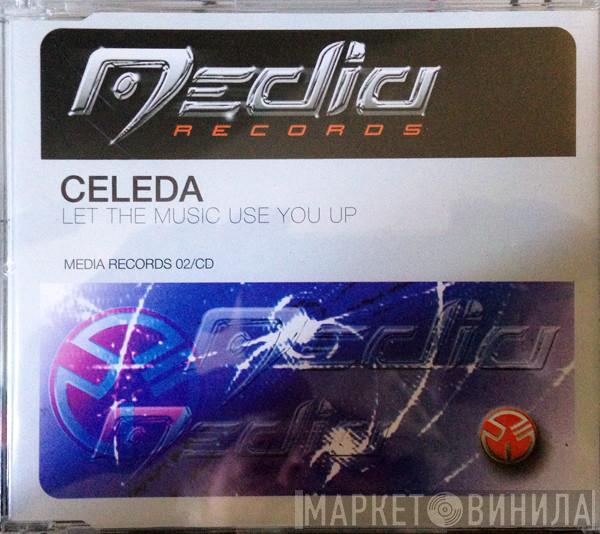 Media
RECORDS
CELEDA
LET THE MUSIC USE YOU UP
MEDIA RECORDS 02/CD
Media
Media
МАРКЕТ ВИНИЛА